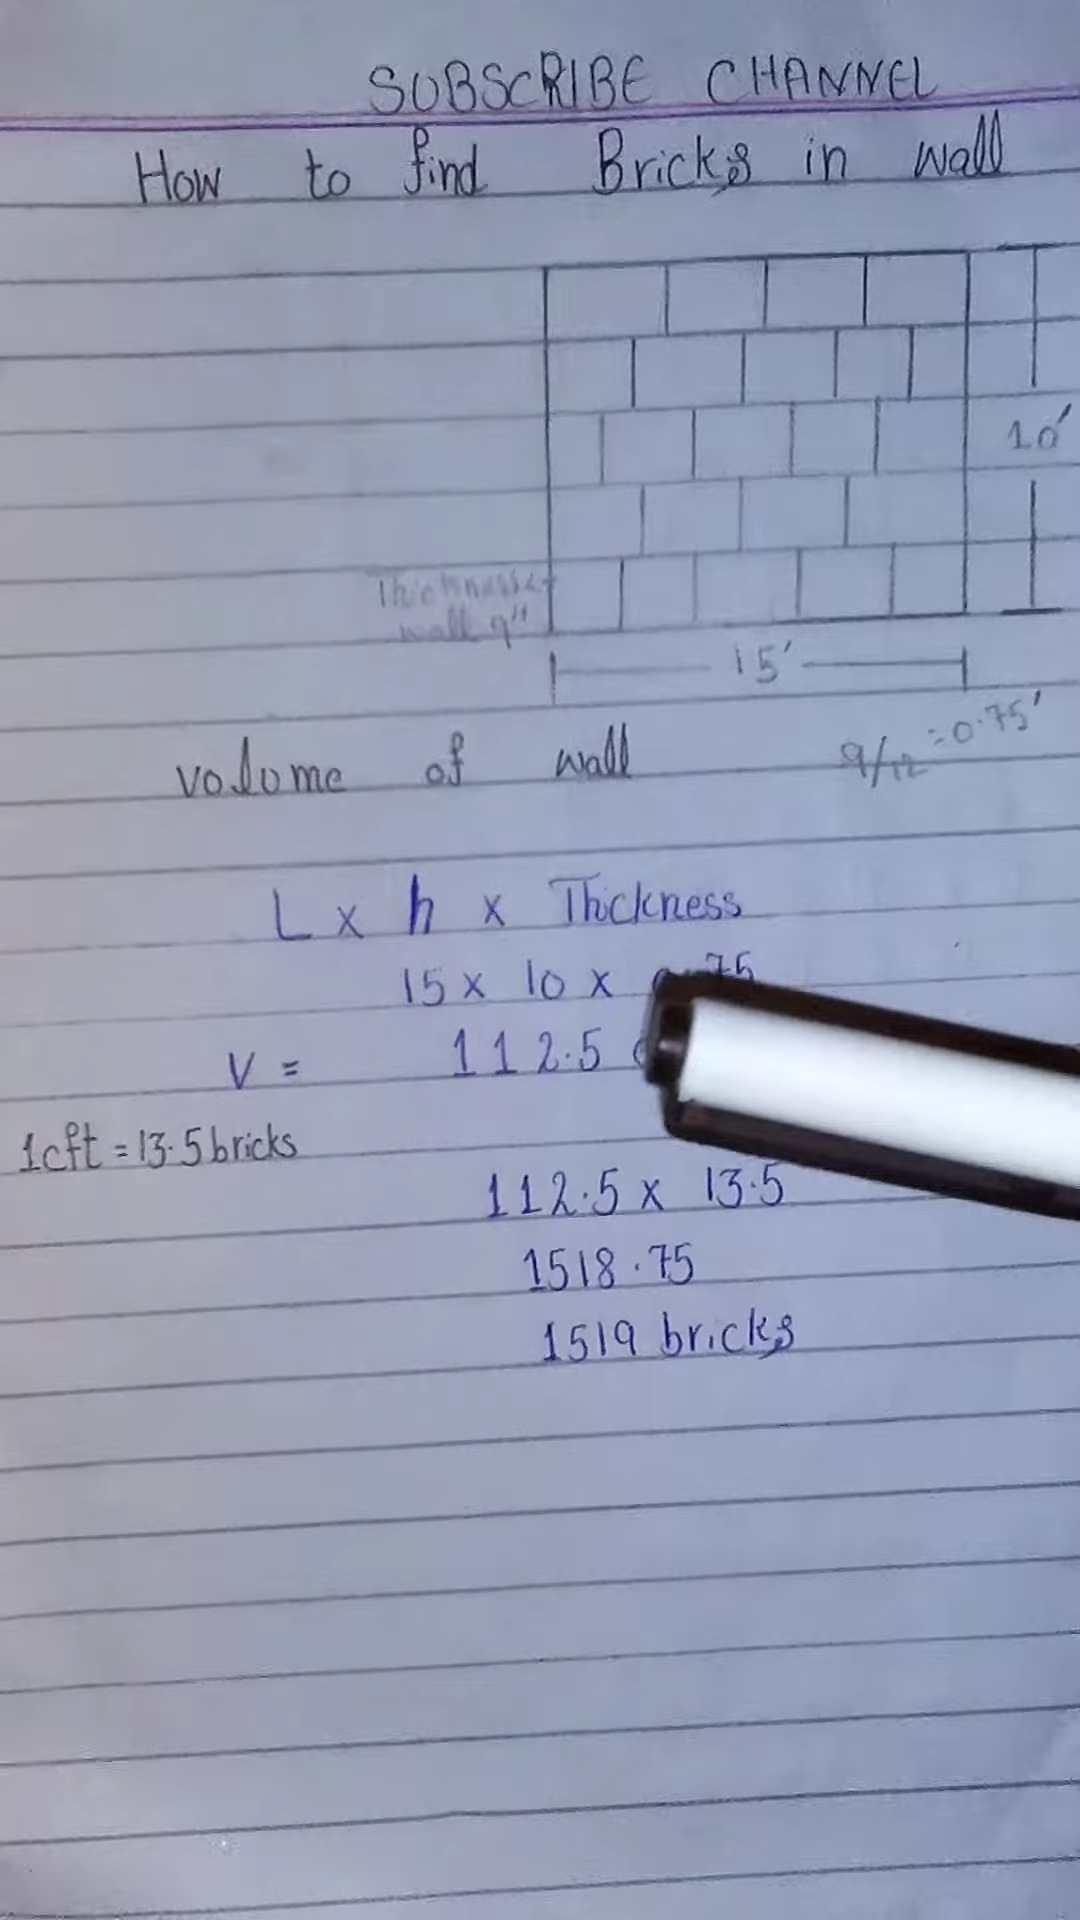 SUBSCRIBE CHANNEL
How to find Bricks in wall
10'
Thickness
wall 9"
15'
9/12 = 0.75'
volume of wall
L x h x Thickness
15 x 10 x 75
V = 112.5
1cft = 13.5 bricks
112.5 x 13.5
1518.75
1519 bricks